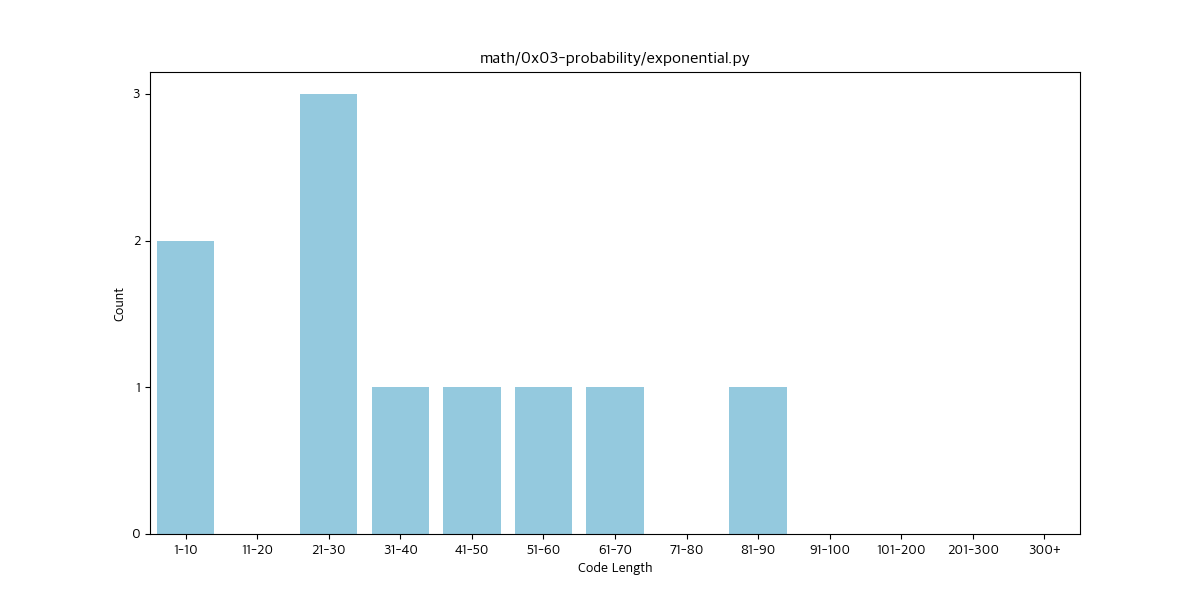 math/0x03-probability/exponential.py
3
2
1
0
Count
1-10 11-20 21-30 31-40 41-50 51-60 61-70 71-80 81-90 91-100 101-200 201-300 300+
Code Length